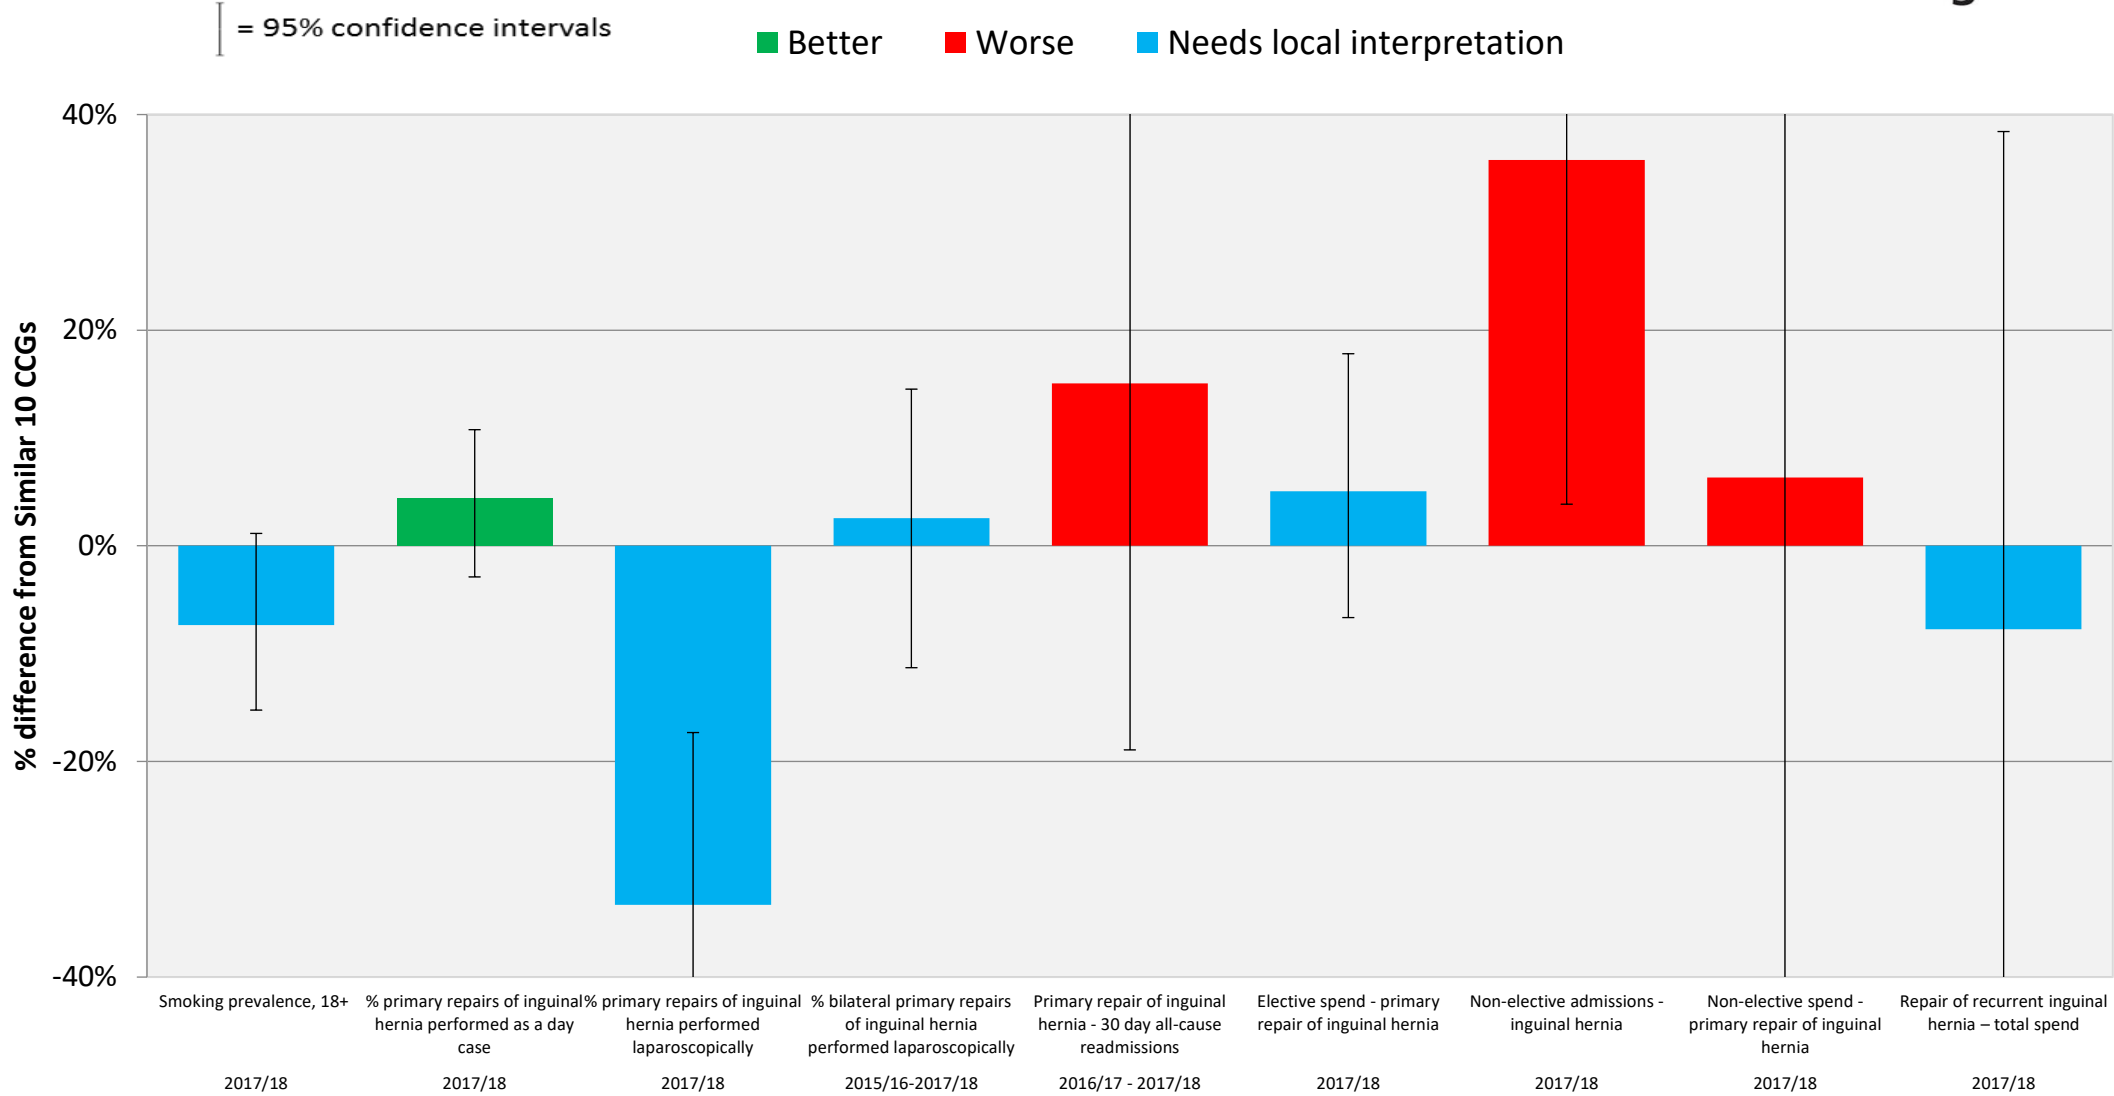 = 95% confidence intervals
Better
Worse
Needs local interpretation
% difference from Similar 10 CCGs
40%
20%
0%
-20%
-40%
Smoking prevalence, 18+
2017/18
% primary repairs of inguinal
hernia performed as a day
case
2017/18
% primary repairs of inguinal
hernia performed
laparoscopically
2017/18
% bilateral primary repairs
of inguinal hernia
performed laparoscopically
2015/16-2017/18
Primary repair of inguinal
hernia - 30 day all-cause
readmissions
2016/17 - 2017/18
Elective spend - primary
repair of inguinal hernia
2017/18
Non-elective admissions -
inguinal hernia
2017/18
Non-elective spend -
primary repair of inguinal
hernia
2017/18
Repair of recurrent inguinal
hernia – total spend
2017/18